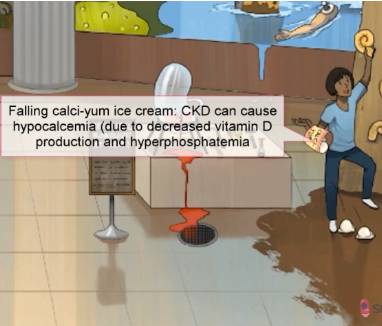 Falling calci-yum ice cream: CKD can cause
hypocalcemia (due to decreased vitamin D
production and hyperphosphatemia